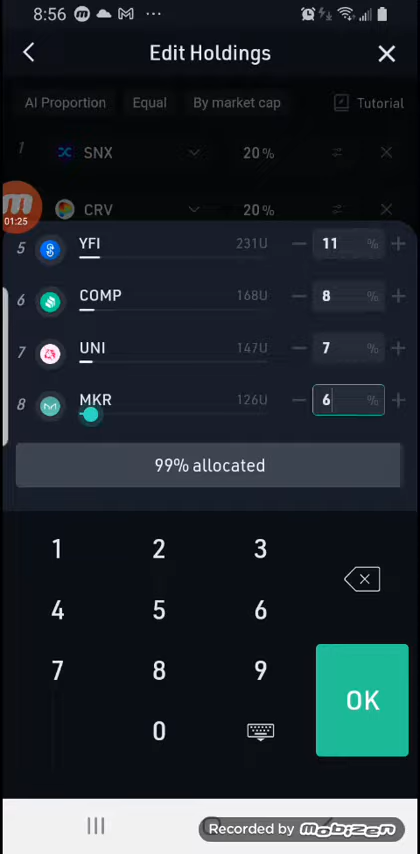 8:56
Edit Holdings
AI Proportion Equal By market cap Tutorial
1 SNX 20%
01:25
CRV 20%
5 YFI 231U 11 %
6 COMP 168U 8 %
7 UNI 147U 7 %
8 MKR 126U 6 %
99% allocated
1 2 3
4 5 6
7 8 9
OK
0
Recorded by mobizen